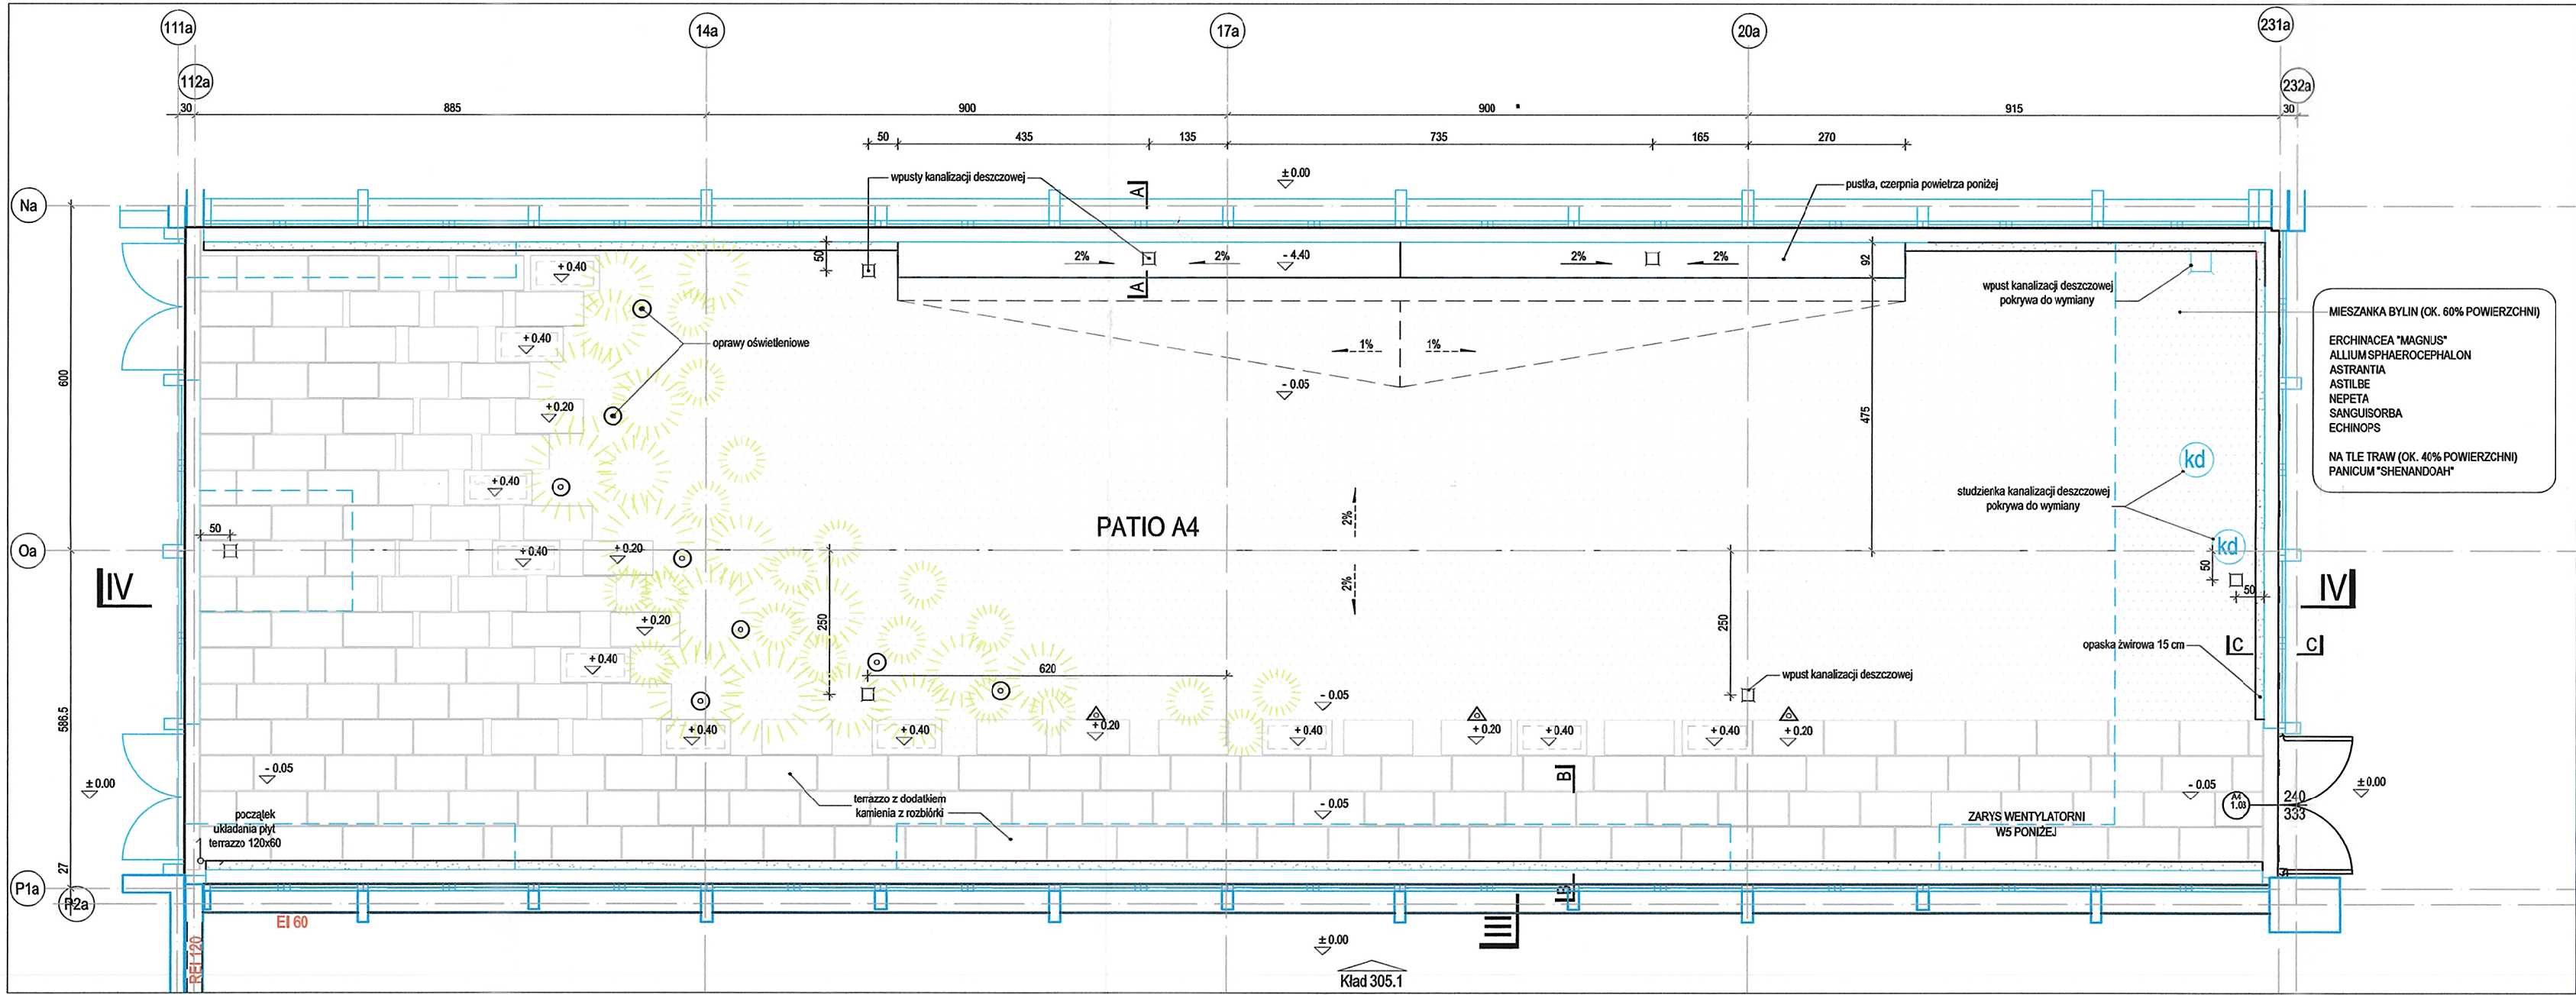 111a
14a
17a
20a
231a
112a
232a
30
885
900
900
915
30
50
435
135
735
165
270
wpusty kanalizacji deszczowej
A
± 0.00
pustka, czerpnia powietrza poniżej
Na
+ 0.40
50
2%
2%
- 4.40
2%
2%
92
A
wpust kanalizacji deszczowej
pokrywa do wymiany
MIESZANKA BYLIN (OK. 60% POWIERZCHNI)
ERCHINACEA "MAGNUS"
ALLIUM SPHAEROCEPHALON
ASTRANTIA
ASTILBE
NEPETA
SANGUISORBA
ECHINOPS
NA TLE TRAW (OK. 40% POWIERZCHNI)
PANICUM "SHENANDOAH"
+ 0.40
oprawy oświetleniowe
1%
1%
600
- 0.05
+ 0.20
475
kd
+ 0.40
studzienka kanalizacji deszczowej
pokrywa do wymiany
50
PATIO A4
2%
Oa
+ 0.40
+ 0.20
kd
50
IV
2%
50
IV
+ 0.20
250
250
C
C
opaska żwirowa 15 cm
+ 0.40
620
wpust kanalizacji deszczowej
- 0.05
586.5
+ 0.40
+ 0.40
+ 0.20
+ 0.40
+ 0.20
+ 0.40
+ 0.40
+ 0.20
- 0.05
B
± 0.00
- 0.05
A4
1.03
240
333
± 0.00
terrazzo z dodatkiem
kamienia z rozbiórki
- 0.05
początek
układania płyt
terrazzo 120x60
ZARYS WENTYLATORNI
W5 PONIŻEJ
27
P1a
P2a
B
EI 60
REI 120
III
± 0.00
Kład 305.1